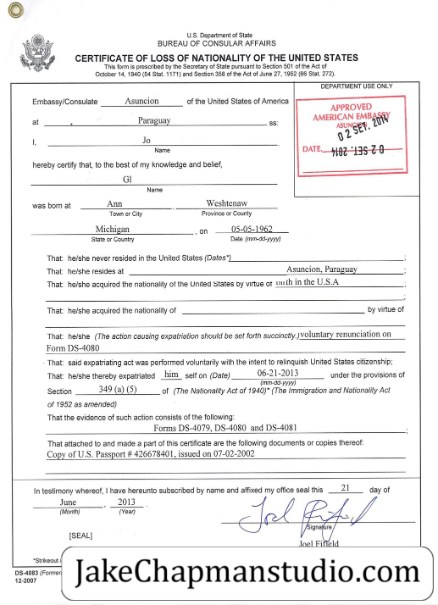 U.S. Department of State
BUREAU OF CONSULAR AFFAIRS
CERTIFICATE OF LOSS OF NATIONALITY OF THE UNITED STATES
This form is prescribed by the Secretary of State pursuant to Section 501 of the Act of
October 14, 1940 (54 Stat. 1171) and Section 358 of the Act of June 27, 1952 (66 Stat. 272).
DEPARTMENT USE ONLY
Embassy/Consulate Asuncion of the United States of America
APPROVED
AMERICAN EMBASSY
ASUNCION
02 SET. 2014
DATE, 02 SET. 2014
at Paraguay ss:
I, Jo
Name
hereby certify that, to the best of my knowledge and belief,
Gl
Name
was born at Ann Weshtenaw
Town or City Province or County
Michigan , on 05-05-1962
State or Country Date (mm-dd-yyyy)
That: he/she never resided in the United States (Dates*) ;
That: he/she resides at Asuncion, Paraguay ;
That: he/she acquired the nationality of the United States by virtue of in the U.S.A
;
That: he/she acquired the nationality of by virtue of
;
That: he/she (The action causing expatriation should be set forth succinctly.) voluntary renunciation on
Form DS-4080
That: said expatriating act was performed voluntarily with the intent to relinquish United States citizenship;
That: he/she thereby expatriated him self on (Date) 06-21-2013 under the provisions of
(mm-dd-yyyy)
Section 349 (a) (5) of (The Nationality Act of 1940)* (The Immigration and Nationality Act
of 1952 as amended)
That the evidence of such action consists of the following:
Forms DS-4079, DS-4080 and DS-4081
That attached to and made a part of this certificate are the following documents or copies thereof:
Copy of U.S. Passport # 426678401, issued on 07-02-2002
In testimony whereof, I have hereunto subscribed by name and affixed my office seal this 21 day of
June , 2013
(Month) (Year)
Joel Fifield
Signature
[SEAL]
Joel Fifield
*Strikeout
DS-4083 (Former
12-2007
JakeChapmanstudio.com